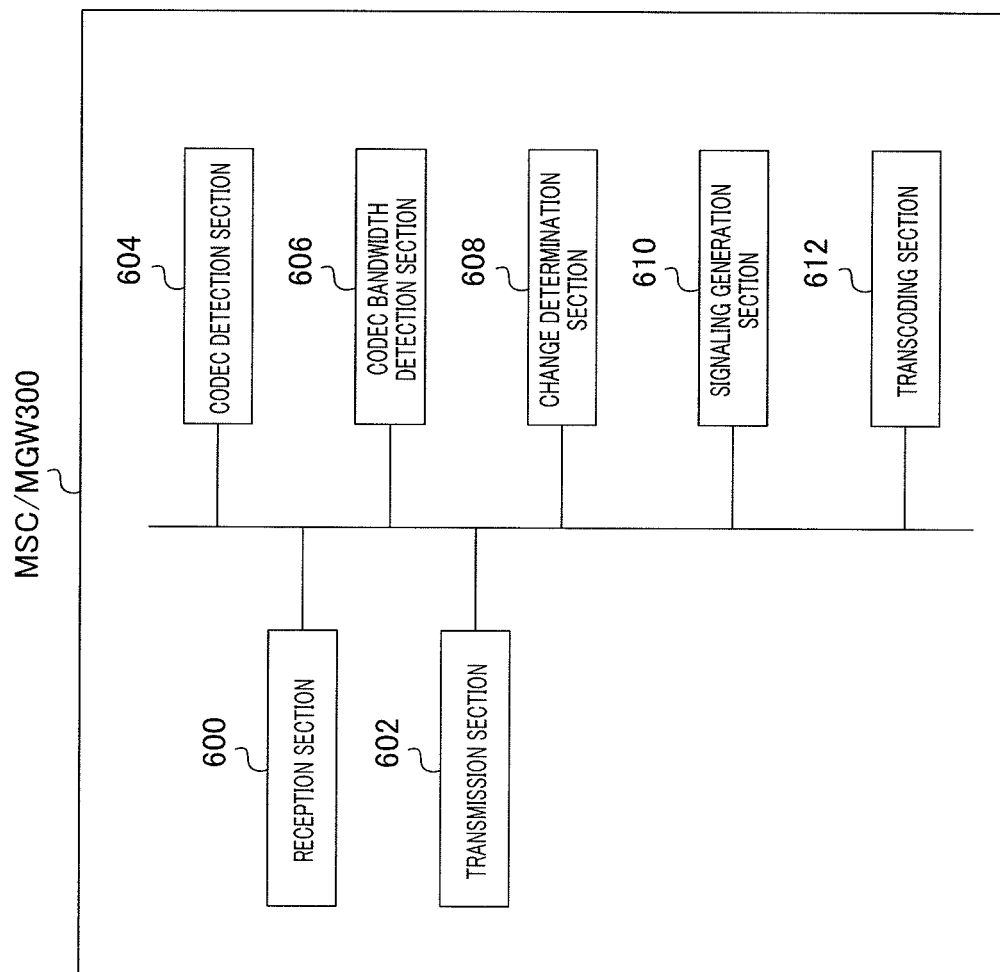 MSC/MGW300
600
RECEPTION SECTION
602
TRANSMISSION SECTION
604
CODEC DETECTION SECTION
606
CODEC BANDWIDTH
DETECTION SECTION
608
CHANGE DETERMINATION
SECTION
610
SIGNALING GENERATION
SECTION
612
TRANSCODING SECTION